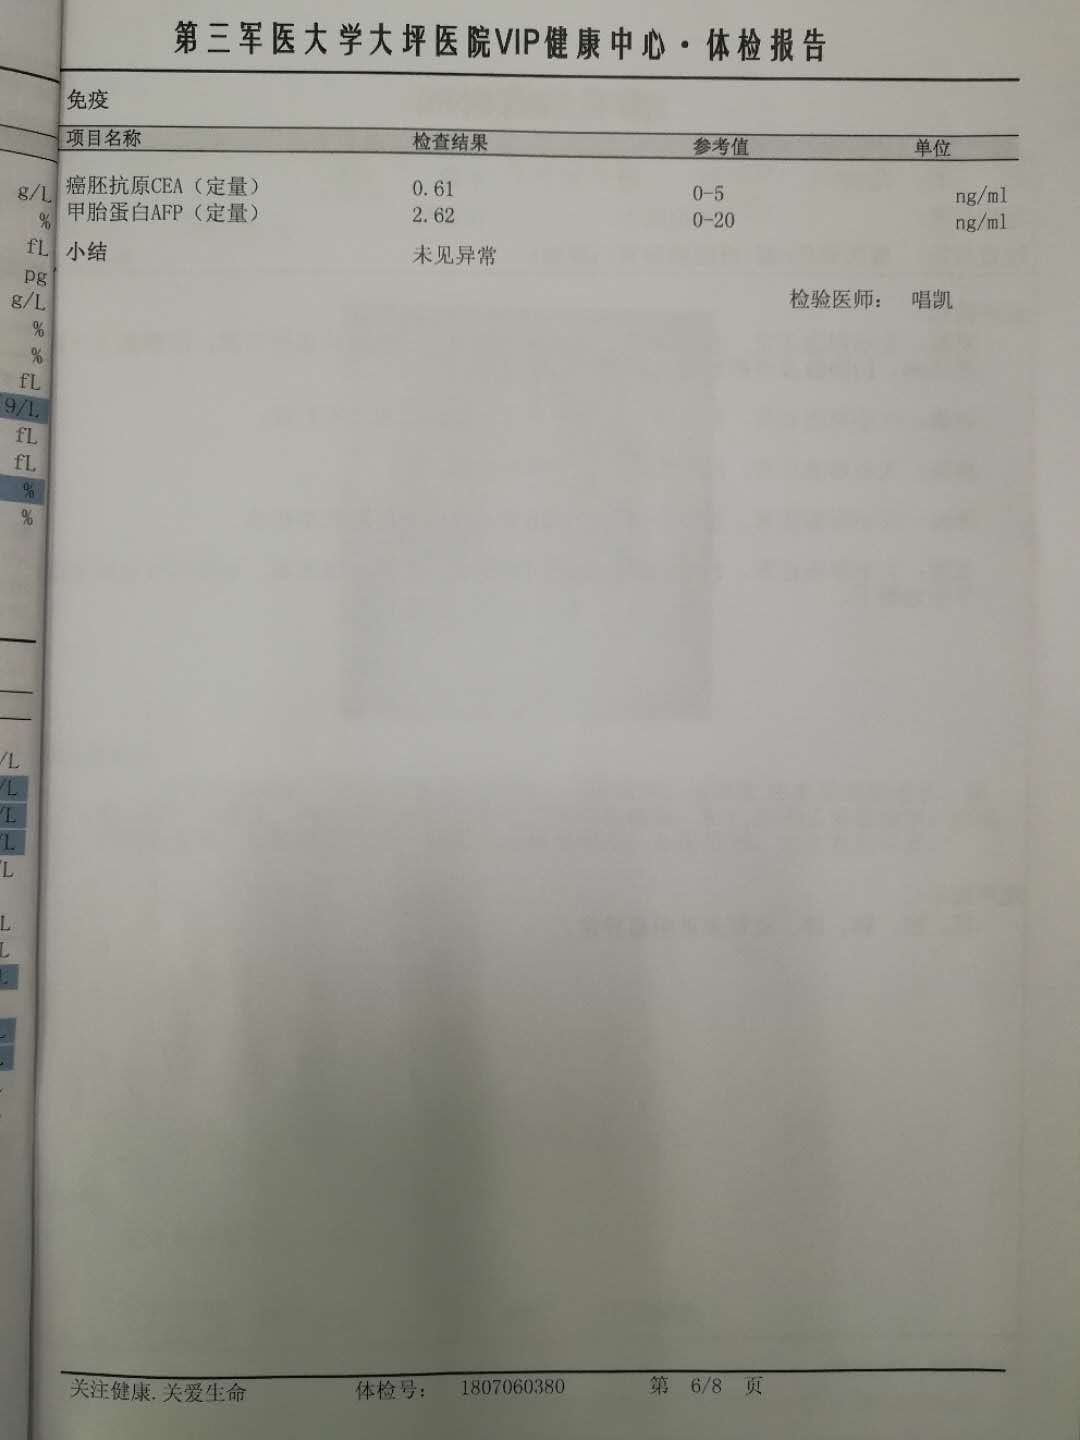 第三军医大学大坪医院VIP健康中心·体检报告
免疫
项目名称 检查结果 参考值 单位
癌胚抗原CEA（定量） 0.61 0-5 ng/ml
甲胎蛋白AFP（定量） 2.62 0-20 ng/ml
小结 未见异常
检验医师： 唱凯
g/L
%
fL
pg
g/L
%
%
fL
9/L
fL
fL
%
%
/L
/L
/L
/L
/L
L
L
L
关注健康.关爱生命 体检号： 1807060380 第 6/8 页